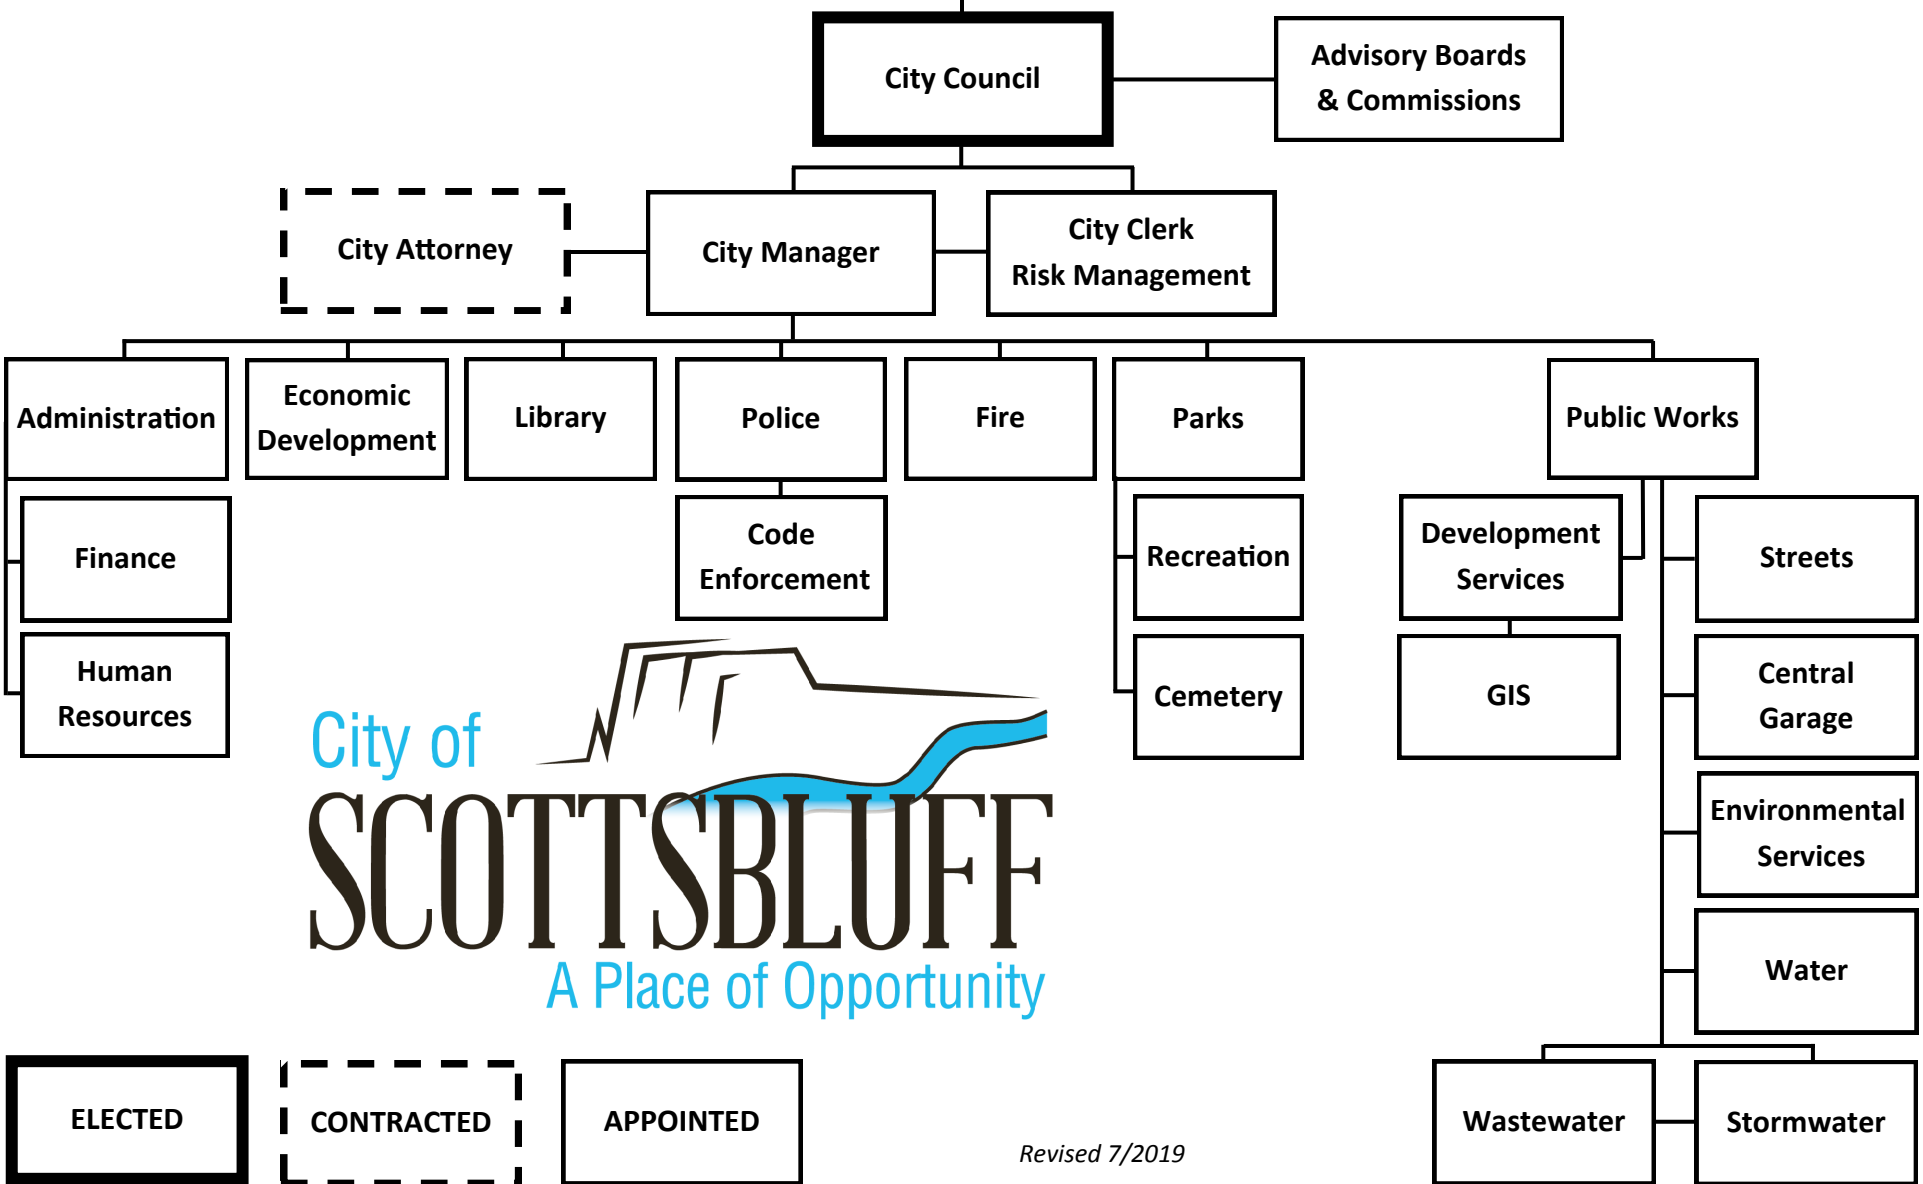 City Council
Advisory Boards
& Commissions
City Attorney
City Manager
City Clerk
Risk Management
Administration
Economic
Development
Library
Police
Fire
Parks
Public Works
Finance
Code
Enforcement
Recreation
Development
Services
Streets
Human
Resources
Cemetery
GIS
Central
Garage
City of
SCOTTSBLUFF
A Place of Opportunity
Environmental
Services
Water
ELECTED
CONTRACTED
APPOINTED
Revised 7/2019
Wastewater
Stormwater